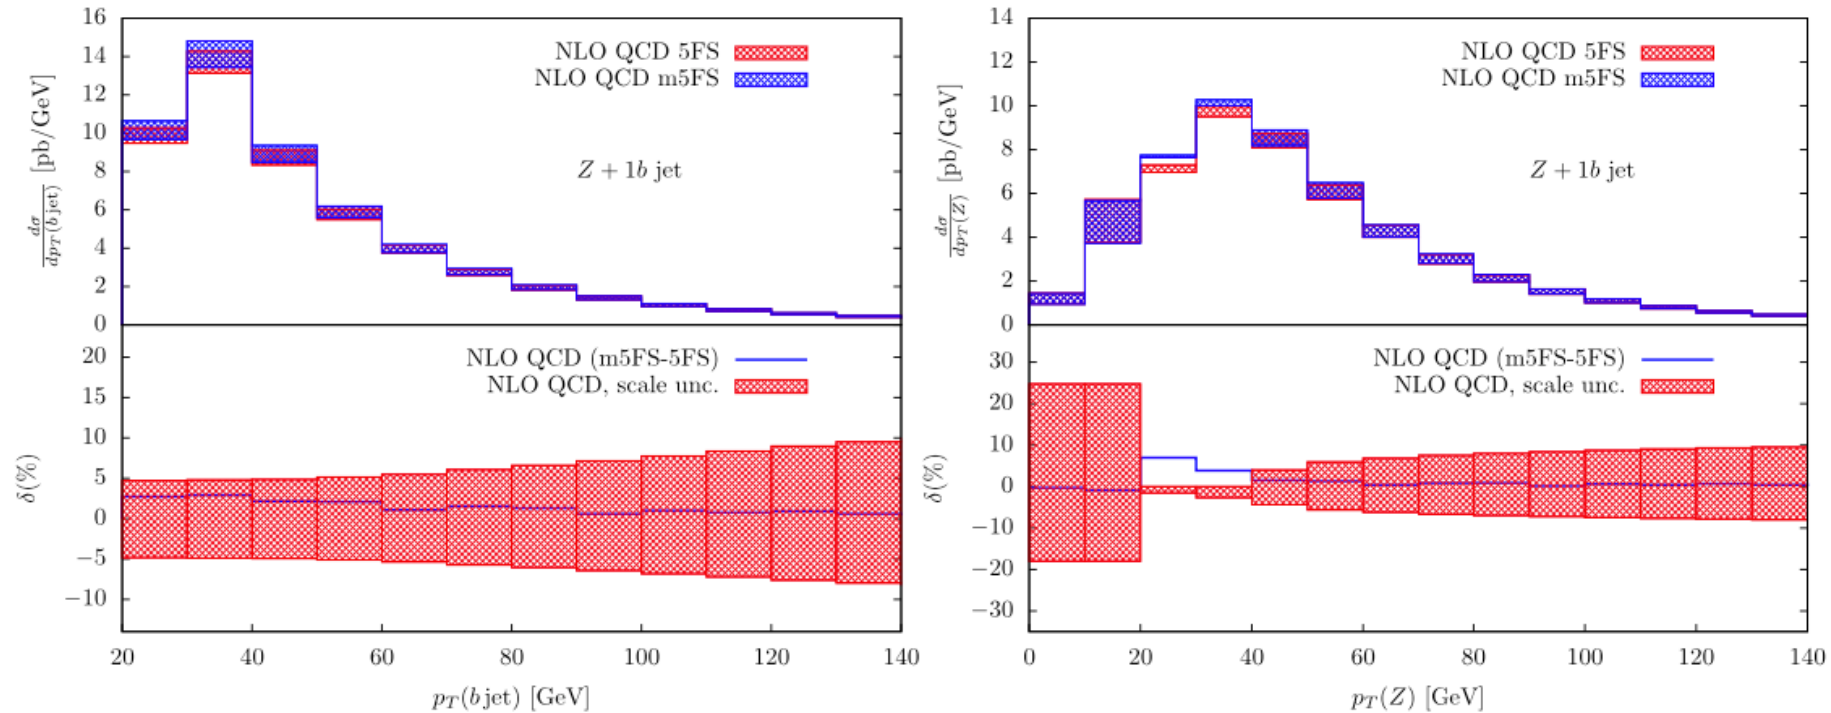 16
14
12
10
8
6
4
2
0
dσ/dp_T(b jet) [pb/GeV]
NLO QCD 5FS
NLO QCD m5FS
Z + 1b jet
20
15
10
5
0
−5
−10
δ(%)
NLO QCD (m5FS-5FS)
NLO QCD, scale unc.
20 40 60 80 100 120 140
p_T(b jet) [GeV]
14
12
10
8
6
4
2
0
dσ/dp_T(Z) [pb/GeV]
NLO QCD 5FS
NLO QCD m5FS
Z + 1b jet
30
20
10
0
−10
−20
−30
δ(%)
NLO QCD (m5FS-5FS)
NLO QCD, scale unc.
0 20 40 60 80 100 120 140
p_T(Z) [GeV]